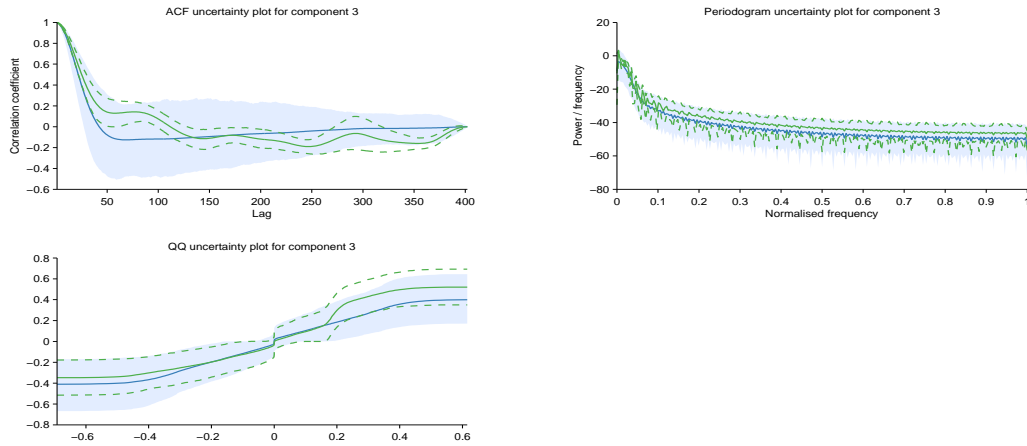 ACF uncertainty plot for component 3
Correlation coefficient
1
0.8
0.6
0.4
0.2
0
−0.2
−0.4
−0.6
50 100 150 200 250 300 350 400
Lag
Periodogram uncertainty plot for component 3
Power / frequency
20
0
−20
−40
−60
−80
0 0.1 0.2 0.3 0.4 0.5 0.6 0.7 0.8 0.9 1
Normalised frequency
QQ uncertainty plot for component 3
0.8
0.6
0.4
0.2
0
−0.2
−0.4
−0.6
−0.8
−0.6 −0.4 −0.2 0 0.2 0.4 0.6